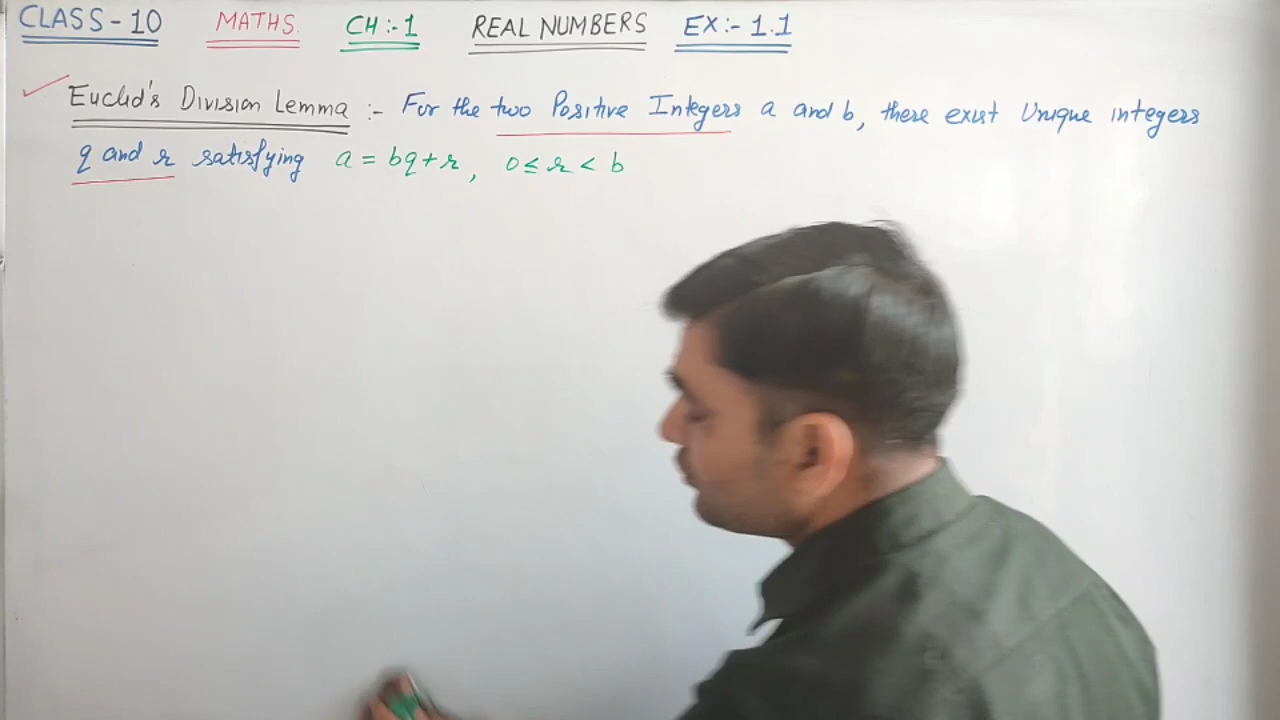 CLASS - 10 MATHS. CH :- 1 REAL NUMBERS EX :- 1.1
Euclid's Division Lemma :- For the two Positive Integers a and b, there exist Unique integers
q and r satisfying a = bq + r , 0 ≤ r < b